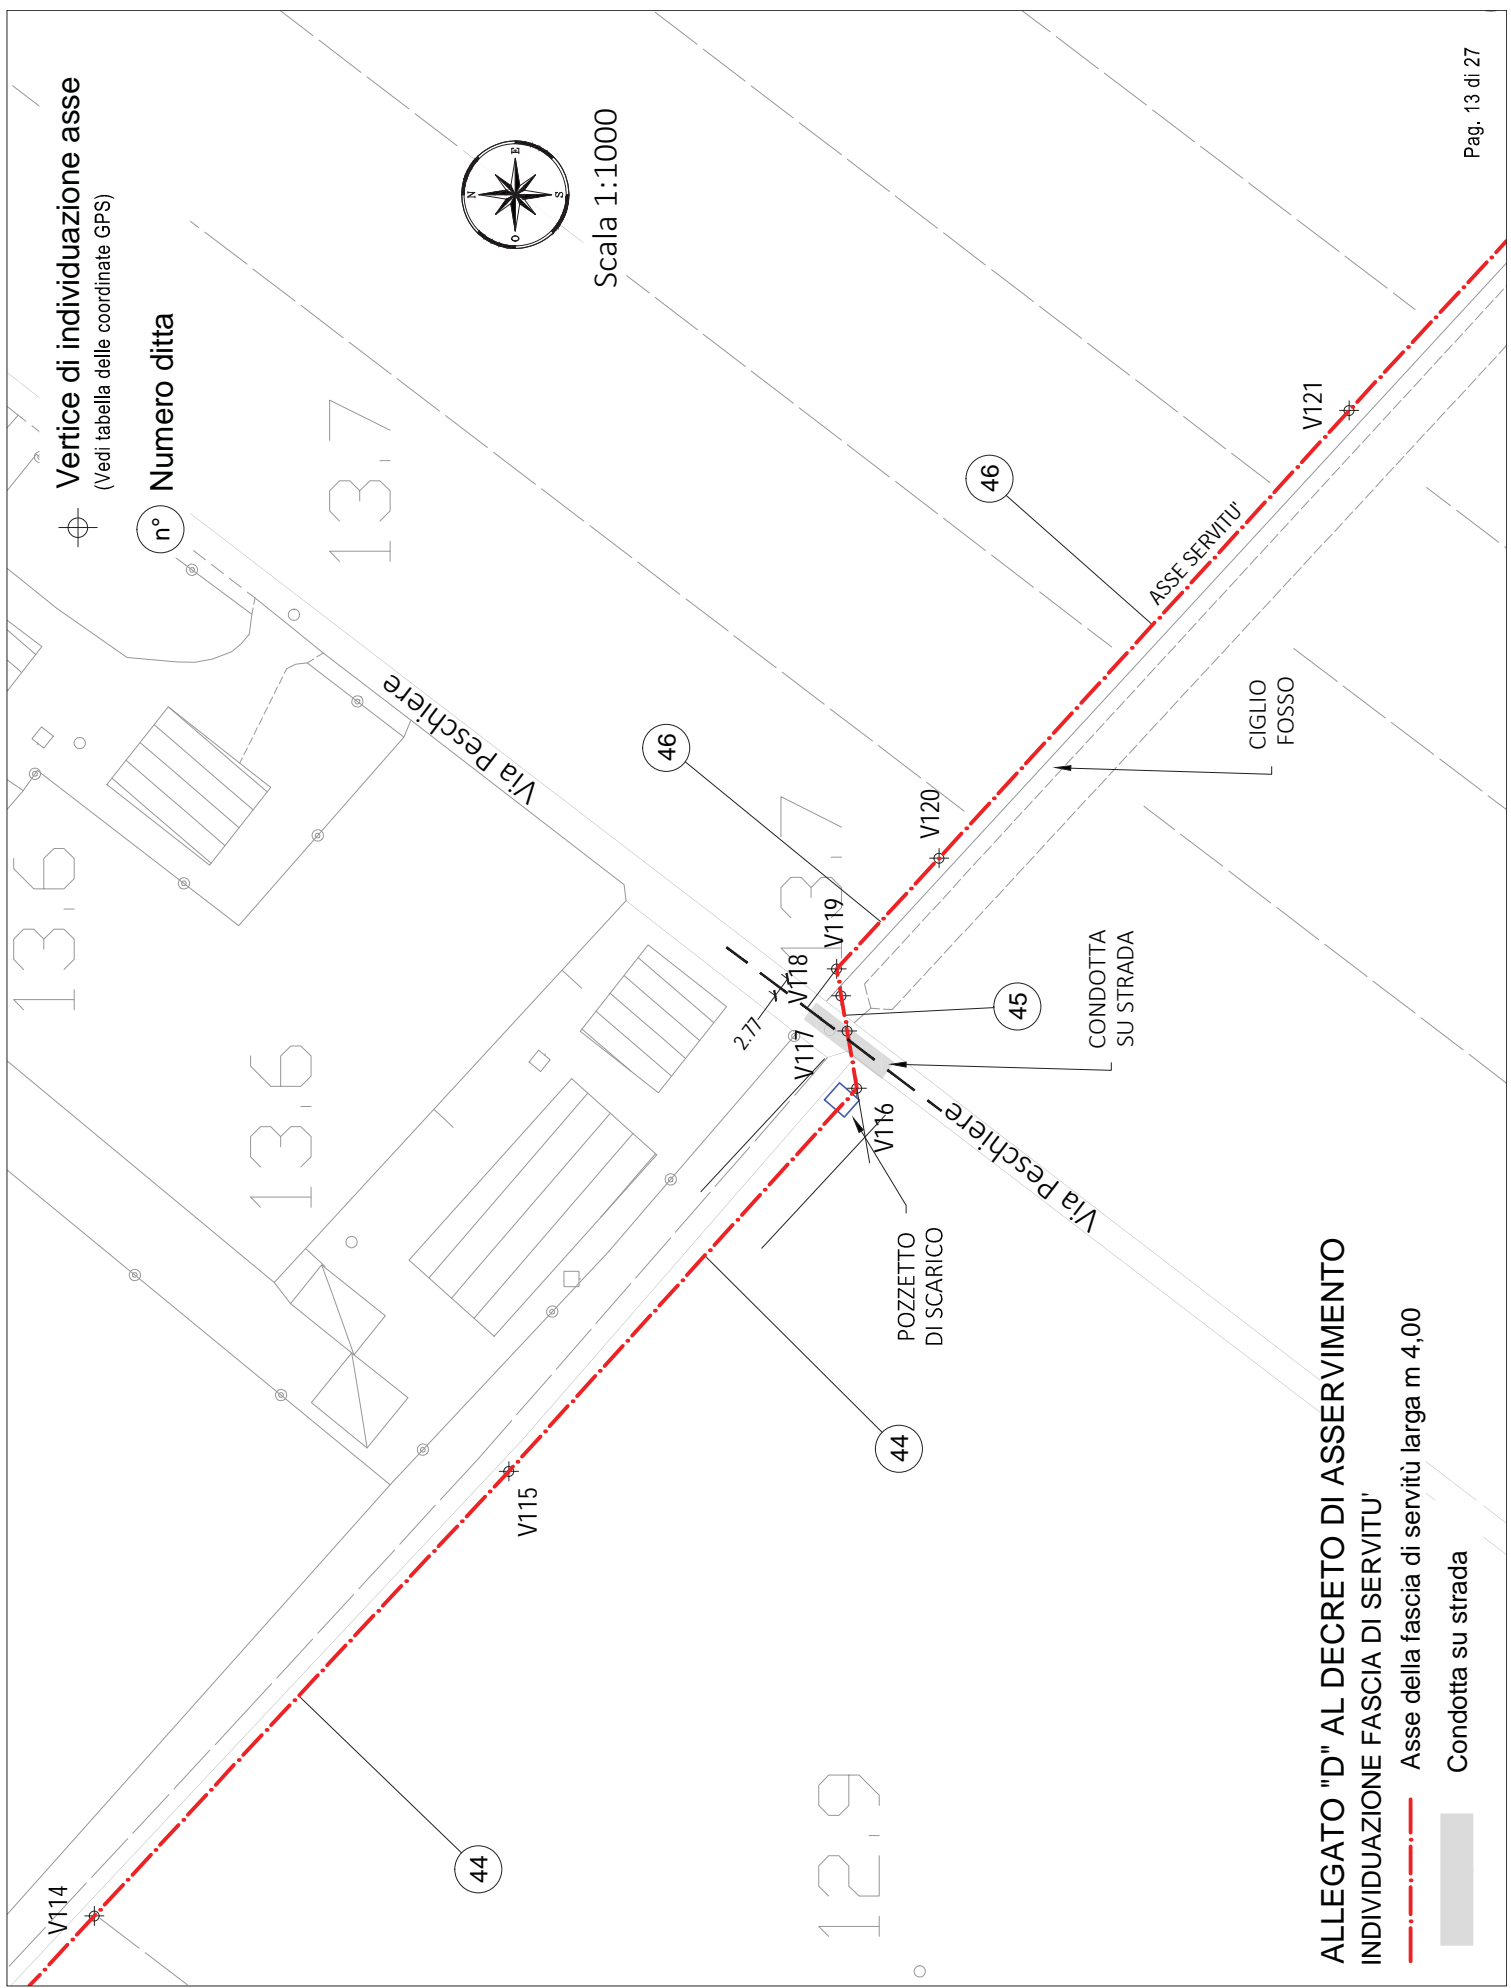 Vertice di individuazione asse
(Vedi tabella delle coordinate GPS)
n° Numero ditta
N
E
S
O
Scala 1:1000
13,6
13,7
13,6
13,7
12,9
Via Peschiere
Via Peschiere
V114
V115
V116
V117
V118
V119
V120
V121
2.77
44
44
45
46
46
ASSE SERVITU'
CIGLIO
FOSSO
CONDOTTA
SU STRADA
POZZETTO
DI SCARICO
ALLEGATO "D" AL DECRETO DI ASSERVIMENTO
INDIVIDUAZIONE FASCIA DI SERVITU'
Asse della fascia di servitù larga m 4,00
Condotta su strada
Pag. 13 di 27